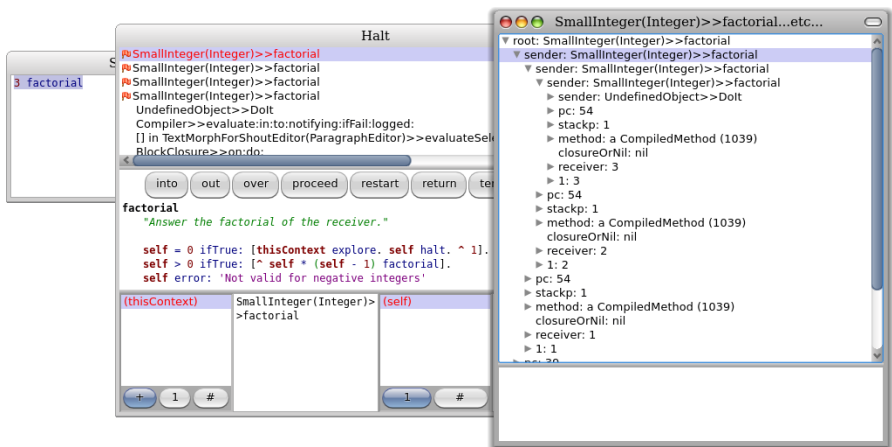 S
3 factorial
Halt
SmallInteger(Integer)>>factorial
SmallInteger(Integer)>>factorial
SmallInteger(Integer)>>factorial
SmallInteger(Integer)>>factorial
UndefinedObject>>DoIt
Compiler>>evaluate:in:to:notifying:ifFail:logged:
[] in TextMorphForShoutEditor(ParagraphEditor)>>evaluateSel
BlockClosure>>on:do:
into out over proceed restart return te
factorial
"Answer the factorial of the receiver."
self = 0 ifTrue: [thisContext explore. self halt. ^ 1].
self > 0 ifTrue: [^ self * (self - 1) factorial].
self error: 'Not valid for negative integers'
(thisContext)
SmallInteger(Integer)>
>factorial
(self)
+ 1 #
1 #
SmallInteger(Integer)>>factorial...etc...
root: SmallInteger(Integer)>>factorial
sender: SmallInteger(Integer)>>factorial
sender: SmallInteger(Integer)>>factorial
sender: SmallInteger(Integer)>>factorial
sender: UndefinedObject>>DoIt
pc: 54
stackp: 1
method: a CompiledMethod (1039)
closureOrNil: nil
receiver: 3
1: 3
pc: 54
stackp: 1
method: a CompiledMethod (1039)
closureOrNil: nil
receiver: 2
1: 2
pc: 54
stackp: 1
method: a CompiledMethod (1039)
closureOrNil: nil
receiver: 1
1: 1
pc: 39